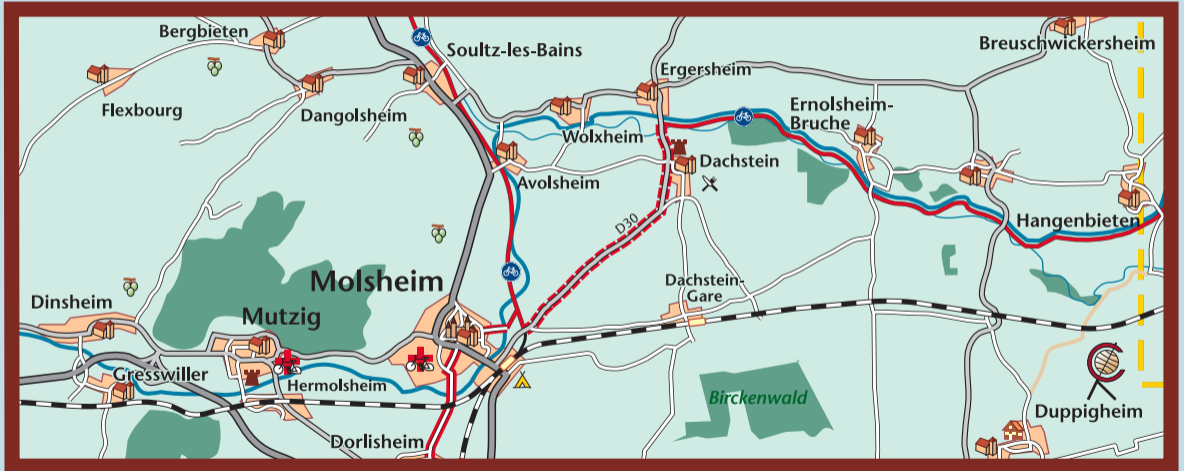 Bergbieten
Soultz-les-Bains
Breuschwickersheim
Ergersheim
Flexbourg
Dangolsheim
Ernolsheim-
Bruche
Wolxheim
Dachstein
Avolsheim
Hangenbieten
D30
Molsheim
Dachstein-
Gare
Dinsheim
Mutzig
Gresswiller
Hermolsheim
Birckenwald
Duppigheim
Dorlisheim